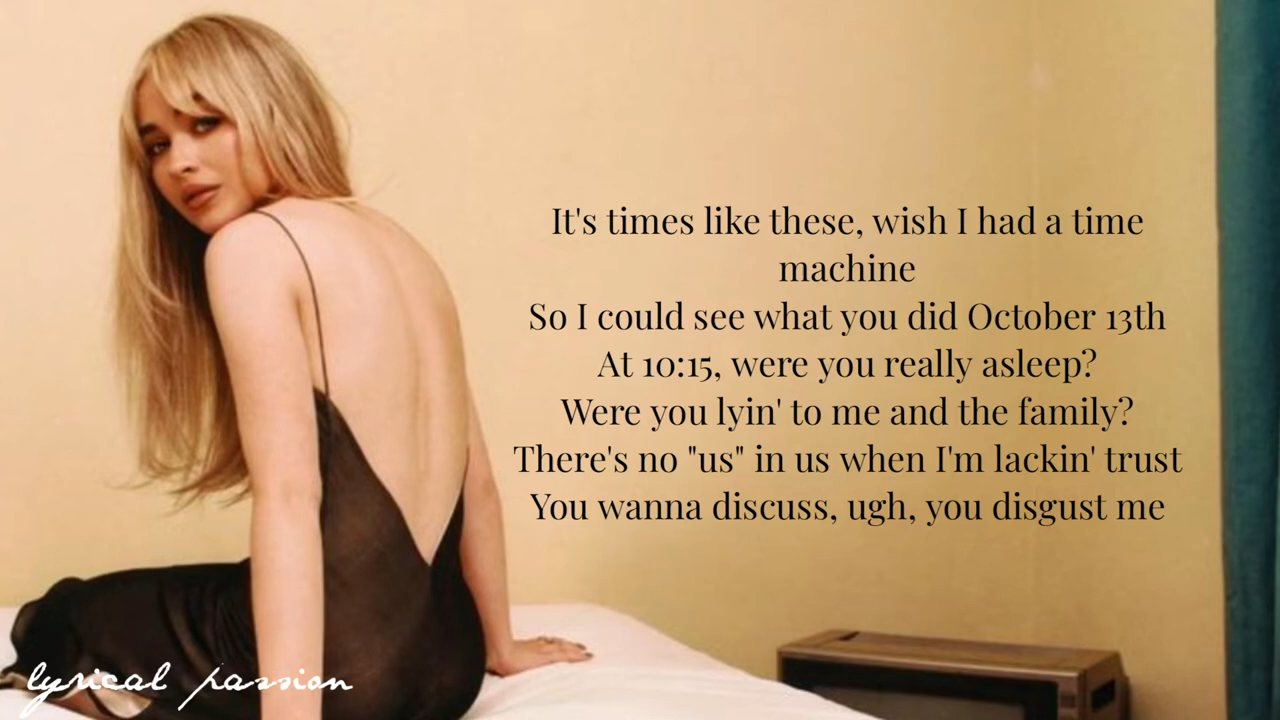 It's times like these, wish I had a time
machine
So I could see what you did October 13th
At 10:15, were you really asleep?
Were you lyin' to me and the family?
There's no "us" in us when I'm lackin' trust
You wanna discuss, ugh, you disgust me
lyrical passion